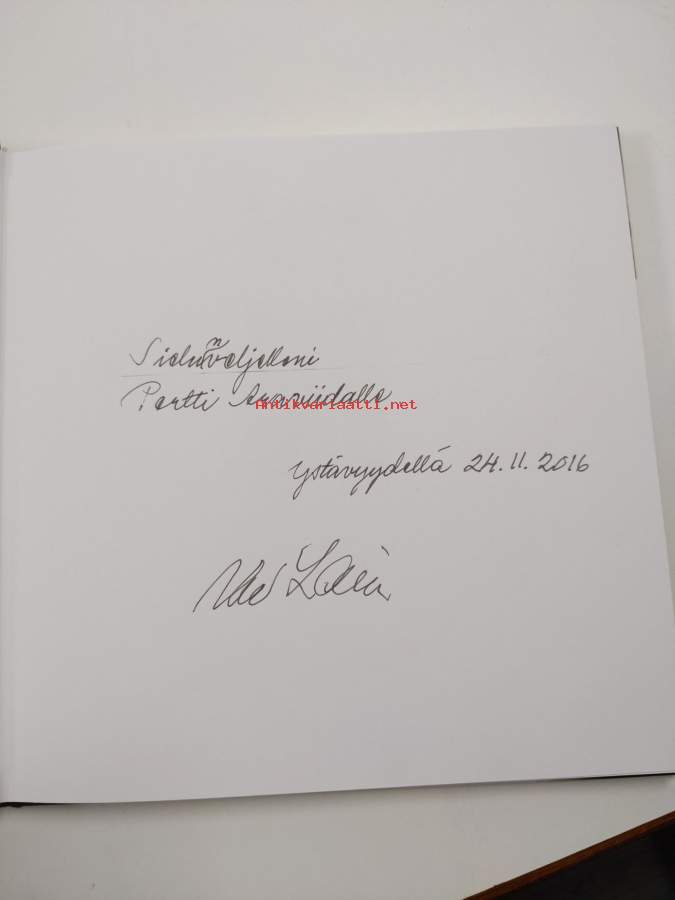 Sielunveljelleni
Pertti
Antikvariaatti.net
Ystävyydellä 24.11.2016